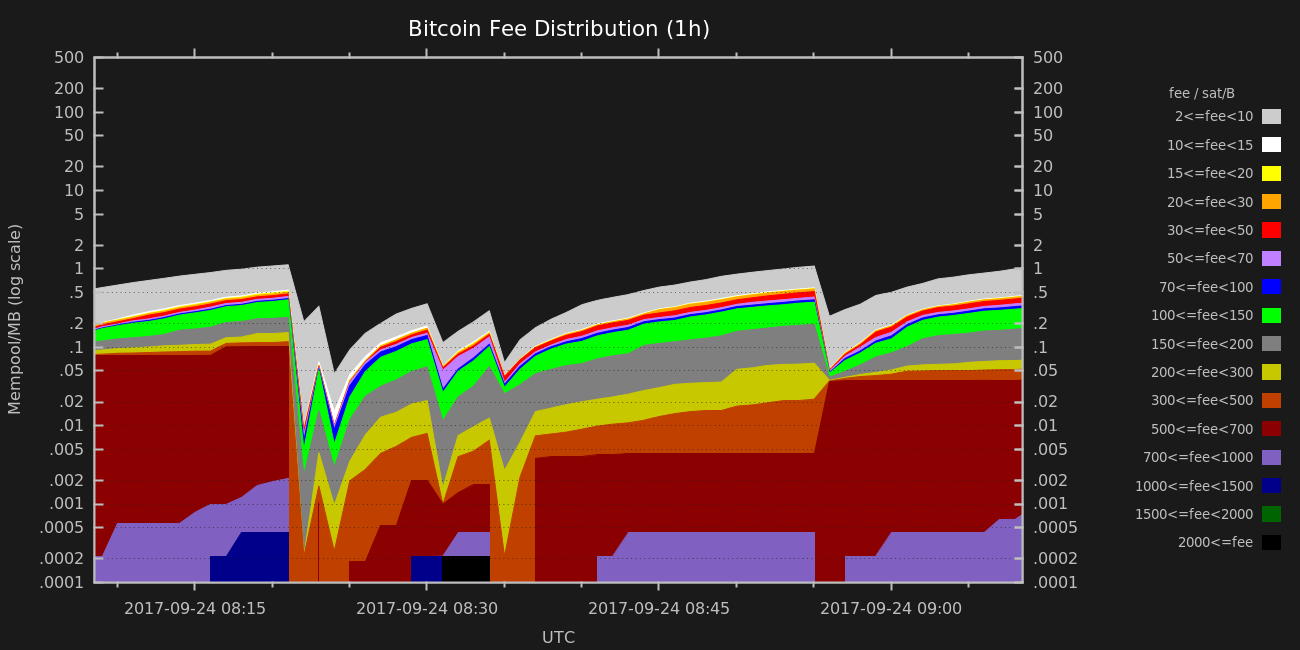 Bitcoin Fee Distribution (1h)
Mempool/MB (log scale)
500
200
100
50
20
10
5
2
1
.5
.2
.1
.05
.02
.01
.005
.002
.001
.0005
.0002
.0001
500
200
100
50
20
10
5
2
1
.5
.2
.1
.05
.02
.01
.005
.002
.001
.0005
.0002
.0001
2017-09-24 08:15 2017-09-24 08:30 2017-09-24 08:45 2017-09-24 09:00
UTC
fee / sat/B
2<=fee<10
10<=fee<15
15<=fee<20
20<=fee<30
30<=fee<50
50<=fee<70
70<=fee<100
100<=fee<150
150<=fee<200
200<=fee<300
300<=fee<500
500<=fee<700
700<=fee<1000
1000<=fee<1500
1500<=fee<2000
2000<=fee